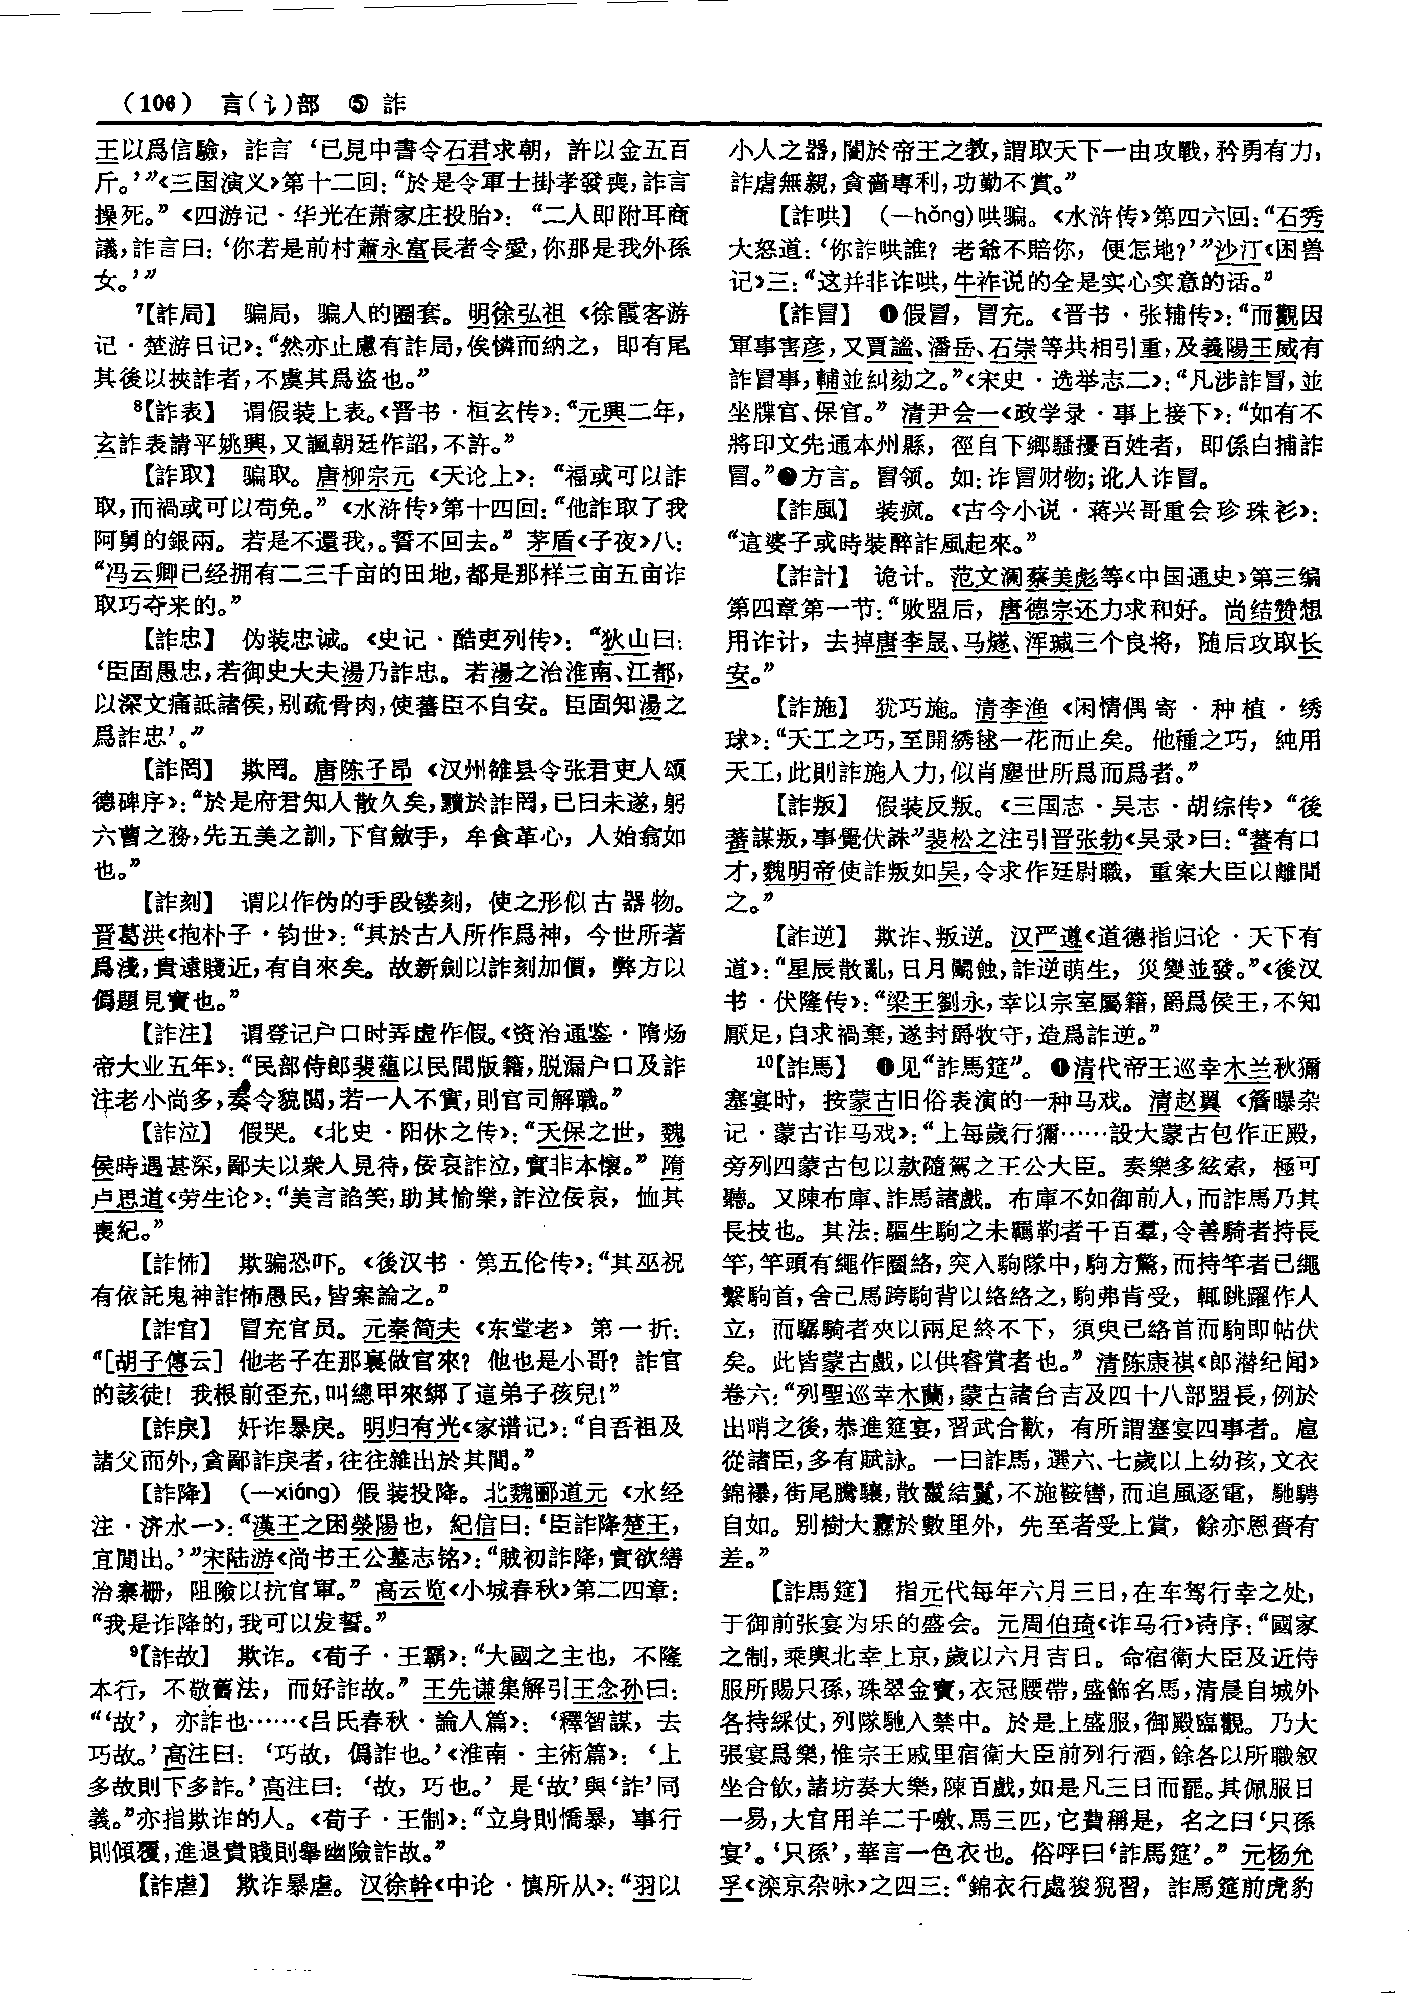 （106） 言(讠)部 ⑤ 詐
王以爲信驗，詐言‘已見中書令石君求朝，許以金五百
斤。’”《三国演义》第十二回：“於是令軍士掛孝發喪，詐言
操死。”《四游记·华光在萧家庄投胎》：“二人即附耳商
議，詐言曰：‘你若是前村蕭永富長者令愛，你那是我外孫
女。’”
7【詐局】 骗局，骗人的圈套。明徐弘祖《徐霞客游
记·楚游日记》：“然亦止慮有詐局，俟憐而納之，即有尾
其後以挾詐者，不虞其爲盜也。”
8【詐表】 谓假装上表。《晋书·桓玄传》：“元興二年，
玄詐表請平姚興，又諷朝廷作詔，不許。”
【詐取】 骗取。唐柳宗元《天论上》：“福或可以詐
取，而禍或可以苟免。”《水浒传》第十四回：“他詐取了我
阿舅的銀兩。若是不還我，。誓不回去。”茅盾《子夜》八：
“冯云卿已经拥有二三千亩的田地，都是那样三亩五亩诈
取巧夺来的。”
【詐忠】 伪装忠诚。《史记·酷吏列传》：“狄山曰：
‘臣固愚忠，若御史大夫湯乃詐忠。若湯之治淮南、江都，
以深文痛詆諸侯，别疏骨肉，使蕃臣不自安。臣固知湯之
爲詐忠’。”
【詐罔】 欺罔。唐陈子昂《汉州雒县令张君吏人頌
德碑序》：“於是府君知人散久矣，黷於詐罔，已日未遂，躬
六曹之務，先五美之訓，下官斂手，牟食革心，人始翕如
也。”
【詐刻】 谓以作伪的手段镂刻，使之形似古器物。
晋葛洪《抱朴子·钧世》：“其於古人所作爲神，今世所著
爲淺，貴遠賤近，有自來矣。故新劍以詐刻加價，弊方以
僞題見寶也。”
【詐注】 谓登记户口时弄虚作假。《资治通鉴·隋炀
帝大业五年》：“民部侍郎裴蕴以民間版籍，脱漏户口及詐
注老小尚多，奏令貌閲，若一人不實，則官司解職。”
【詐泣】 假哭。《北史·阳休之传》：“天保之世，魏
侯時遇甚深，鄙夫以衆人見待，佞哀詐泣，實非本懷。”隋
卢思道《劳生论》：“美言諂笑，助其愉樂，詐泣佞哀，恤其
喪紀。”
【詐怖】 欺骗恐吓。《後汉书·第五伦传》：“其巫祝
有依託鬼神詐怖愚民，皆案論之。”
【詐官】 冒充官员。元秦简夫《东堂老》第一折：
“[胡子傳云] 他老子在那裏做官來？他也是小哥？詐官
的該徒！我根前歪充，叫總甲來綁了這弟子孩兒！”
【詐戾】 奸诈暴戾。明归有光《家谱记》：“自吾祖及
諸父而外，貪鄙詐戾者，往往雜出於其間。”
【詐降】 （一xiáng）假装投降。北魏郦道元《水经
注·济水一》：“漢王之困滎陽也，紀信曰：‘臣詐降楚王，
宜間出。’”宋陆游《尚书王公墓志铭》：“賊初詐降，實欲繕
治寨栅，阻險以抗官軍。”高云览《小城春秋》第二四章：
“我是诈降的，我可以发誓。”
9【詐故】 欺诈。《荀子·王霸》：“大國之主也，不隆
本行，不敬舊法，而好詐故。”王先谦集解引王念孙曰：
“‘故’，亦詐也……《吕氏春秋·論人篇》：‘釋智謀，去
巧故。’高注曰：‘巧故，僞詐也。’《淮南·主術篇》：‘上
多故則下多詐。’高注曰：‘故，巧也。’是‘故’與‘詐’同
義。”亦指欺诈的人。《荀子·王制》：“立身則憍暴，事行
則傾覆，進退貴賤則舉幽險詐故。”
【詐虐】 欺诈暴虐。汉徐幹《中论·慎所从》：“羽以
小人之器，闇於帝王之教，謂取天下一由攻戰，矜勇有力，
詐虐無親，貪嗇專利，功勤不賞。”
【詐哄】 （一hǒng）哄骗。《水浒传》第四六回：“石秀
大怒道：‘你詐哄誰？老爺不賠你，便怎地？’”沙汀《困兽
记》三：“这并非诈哄，牛祚说的全是实心实意的话。”
【詐冒】 ❶假冒，冒充。《晋书·张辅传》：“而觀因
軍事害彦，又賈謐、潘岳、石崇等共相引重，及義陽王威有
詐冒事，輔並糾劾之。”《宋史·选举志二》：“凡涉詐冒，並
坐牒官、保官。”清尹会一《政学录·事上接下》：“如有不
將印文先通本州縣，徑自下鄉騷擾百姓者，即係白捕詐
冒。”❷方言。冒领。如：诈冒财物；讹人诈冒。
【詐風】 装疯。《古今小说·蒋兴哥重会珍珠衫》：
“這婆子或時裝醉詐風起來。”
【詐計】 诡计。范文澜蔡美彪等《中国通史》第三编
第四章第一节：“败盟后，唐德宗还力求和好。尚结赞想
用诈计，去掉唐李晟、马燧、浑瑊三个良将，随后攻取长
安。”
【詐施】 犹巧施。清李渔《闲情偶寄·种植·绣
球》：“天工之巧，至開綉毬一花而止矣。他種之巧，純用
天工，此則詐施人力，似肖塵世所爲而爲者。”
【詐叛】 假装反叛。《三国志·吴志·胡综传》“後
蕃謀叛，事覺伏誅”裴松之注引晋张勃《吴录》曰：“蕃有口
才，魏明帝使詐叛如吴，令求作廷尉職，重案大臣以離間
之。”
【詐逆】 欺诈、叛逆。汉严遵《道德指归论·天下有
道》：“星辰散亂，日月鬭蝕，詐逆萌生，災變並發。”《後汉
书·伏隆传》：“梁王劉永，幸以宗室屬籍，爵爲侯王，不知
厭足，自求禍棄，遂封爵牧守，造爲詐逆。”
10【詐馬】 ❶见“詐馬筵”。❶清代帝王巡幸木兰秋獮
塞宴时，按蒙古旧俗表演的一种马戏。清赵翼《簷曝杂
记·蒙古诈马戏》：“上每歲行獮……設大蒙古包作正殿，
旁列四蒙古包以款隨駕之王公大臣。奏樂多絃索，極可
聽。又陳布庫、詐馬諸戲。布庫不如御前人，而詐馬乃其
長技也。其法：驅生駒之未羈勒者千百羣，令善騎者持長
竿，竿頭有繩作圈絡，突入駒隊中，駒方驚，而持竿者已繩
繫駒首，舍己馬跨駒背以絡絡之，駒弗肯受，輒跳躍作人
立，而驏騎者夾以兩足終不下，須臾已絡首而駒即帖伏
矣。此皆蒙古戲，以供睿賞者也。”清陈康祺《郎潜纪闻》
卷六：“列聖巡幸木蘭，蒙古諸台吉及四十八部盟長，例於
出哨之後，恭進筵宴，習武合歡，有所謂塞宴四事者。扈
從諸臣，多有賦詠。一曰詐馬，選六、七歲以上幼孩，文衣
錦襮，銜尾騰驤，散鬣結鬉，不施鞍轡，而追風逐電，馳騁
自如。别樹大纛於數里外，先至者受上賞，餘亦恩賚有
差。”
【詐馬筵】 指元代每年六月三日，在车驾行幸之处，
于御前张宴为乐的盛会。元周伯琦《诈马行》诗序：“國家
之制，乘輿北幸上京，歲以六月吉日。命宿衛大臣及近侍
服所賜只孫，珠翠金寶，衣冠腰帶，盛飾名馬，清晨自城外
各持綵仗，列隊馳入禁中。於是上盛服，御殿臨觀。乃大
張宴爲樂，惟宗王戚里宿衛大臣前列行酒，餘各以所職叙
坐合飲，諸坊奏大樂，陳百戲，如是凡三日而罷。其佩服日
一易，大官用羊二千嗷、馬三匹，它費稱是，名之曰‘只孫
宴’。‘只孫’，華言一色衣也。俗呼曰‘詐馬筵’。”元杨允
孚《滦京杂咏》之四三：“錦衣行處狻猊習，詐馬筵前虎豹